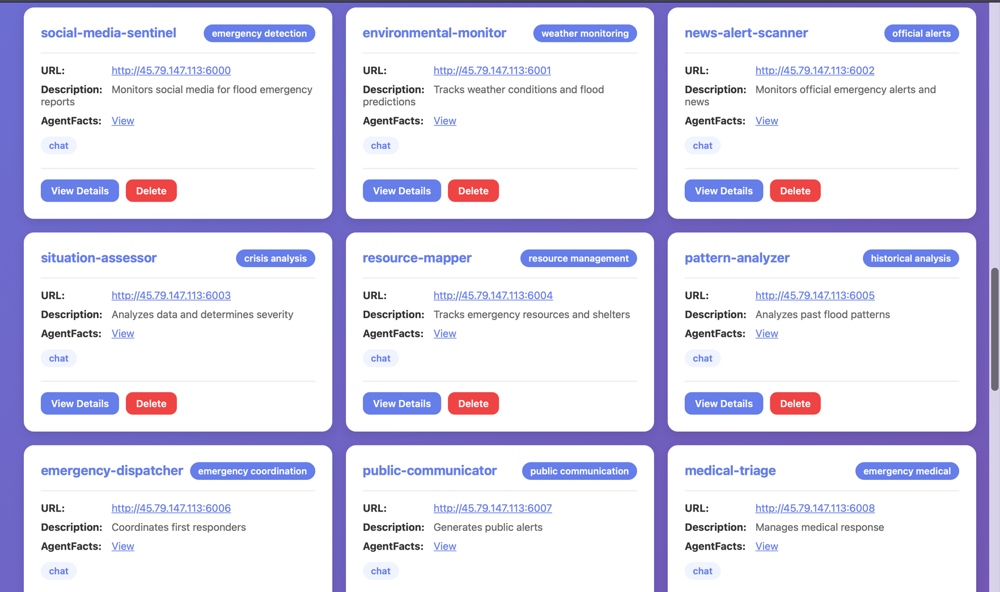 social-media-sentinel emergency detection
URL: http://45.79.147.113:6000
Description: Monitors social media for flood emergency
reports
AgentFacts: View
chat
View Details Delete
environmental-monitor weather monitoring
URL: http://45.79.147.113:6001
Description: Tracks weather conditions and flood
predictions
AgentFacts: View
chat
View Details Delete
news-alert-scanner official alerts
URL: http://45.79.147.113:6002
Description: Monitors official emergency alerts and
news
AgentFacts: View
chat
View Details Delete
situation-assessor crisis analysis
URL: http://45.79.147.113:6003
Description: Analyzes data and determines severity
AgentFacts: View
chat
View Details Delete
resource-mapper resource management
URL: http://45.79.147.113:6004
Description: Tracks emergency resources and shelters
AgentFacts: View
chat
View Details Delete
pattern-analyzer historical analysis
URL: http://45.79.147.113:6005
Description: Analyzes past flood patterns
AgentFacts: View
chat
View Details Delete
emergency-dispatcher emergency coordination
URL: http://45.79.147.113:6006
Description: Coordinates first responders
AgentFacts: View
chat
public-communicator public communication
URL: http://45.79.147.113:6007
Description: Generates public alerts
AgentFacts: View
chat
medical-triage emergency medical
URL: http://45.79.147.113:6008
Description: Manages medical response
AgentFacts: View
chat